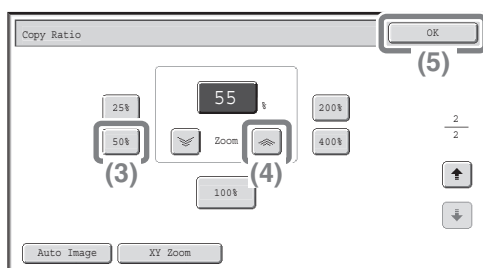 Copy Ratio
OK
(5)
55 %
25%
200%
50%
Zoom
400%
2
2
(3)
(4)
100%
Auto Image
XY Zoom